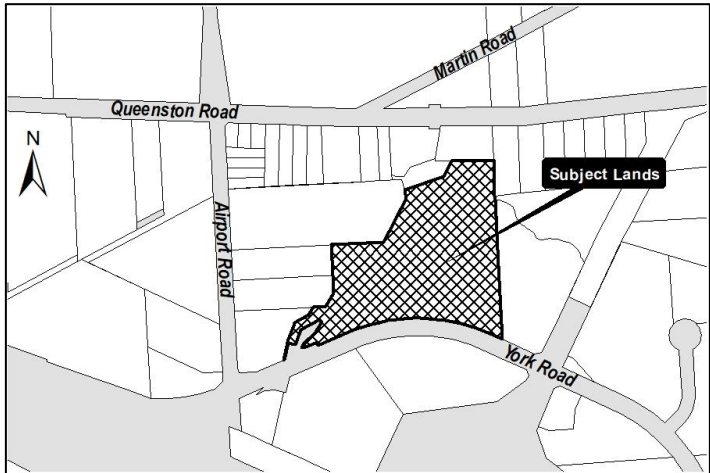 Martin Road
Queenston Road
N
Subject Lands
Airport Road
York Road